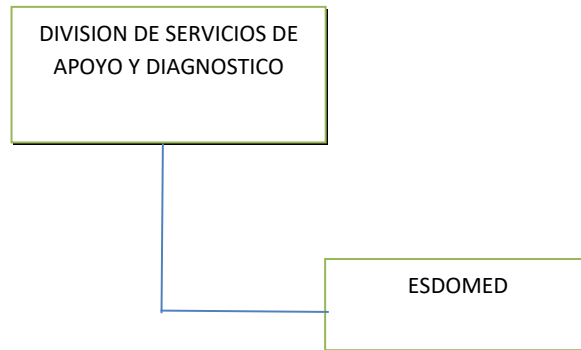 DIVISION DE SERVICIOS DE
APOYO Y DIAGNOSTICO
ESDOMED